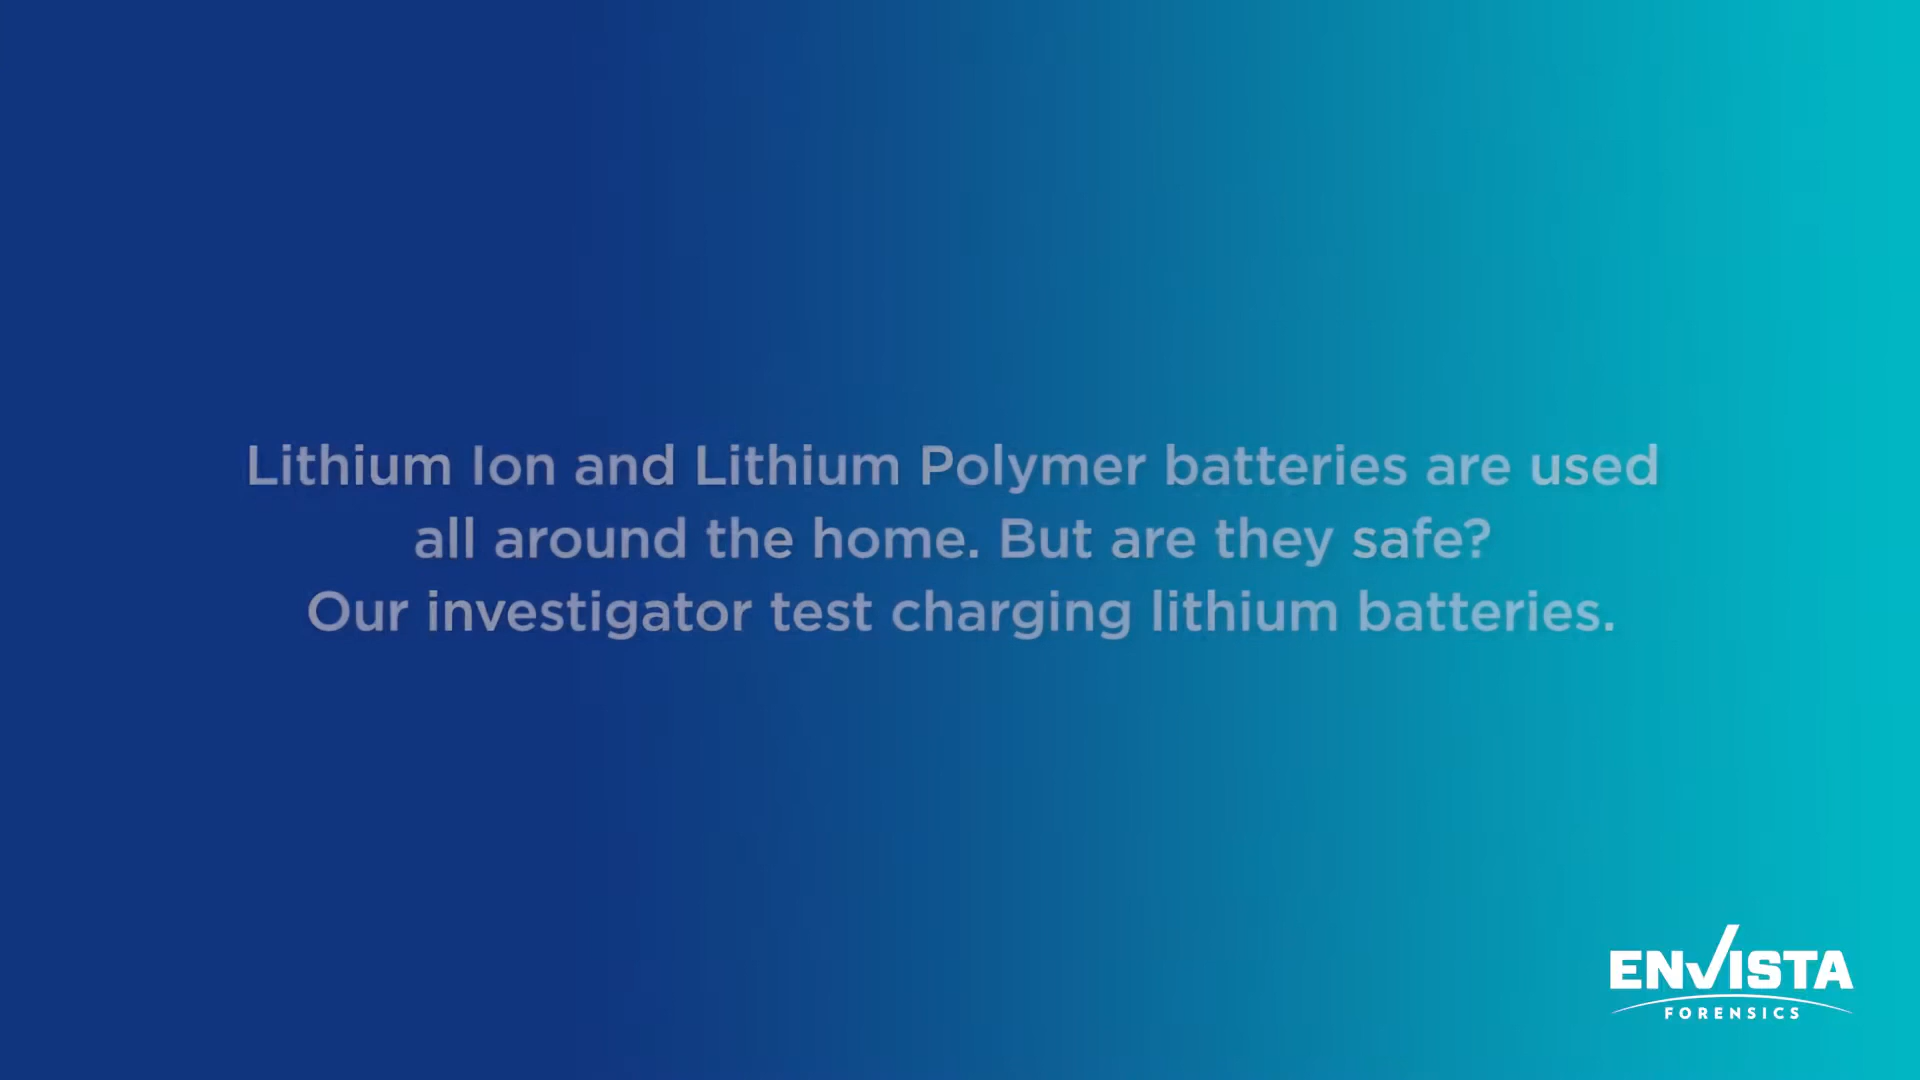 Lithium Ion and Lithium Polymer batteries are used
all around the home. But are they safe?
Our investigator test charging lithium batteries.
ENVISTA
FORENSICS